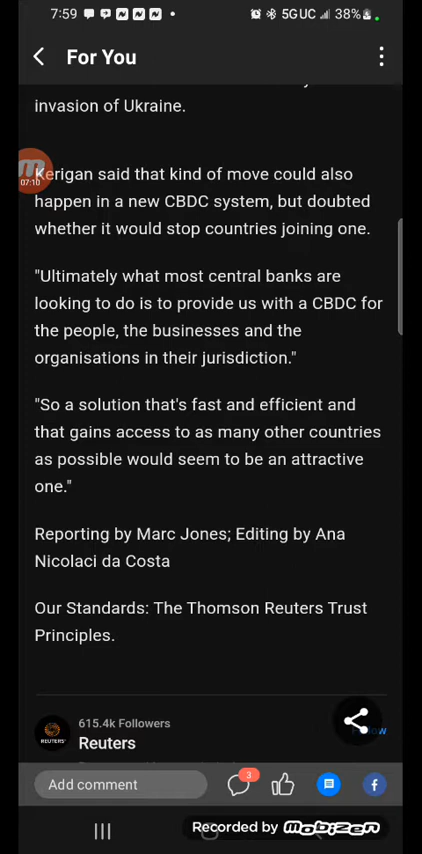 7:59
5GUC 38%
For You
invasion of Ukraine.
07:10
Kerigan said that kind of move could also
happen in a new CBDC system, but doubted
whether it would stop countries joining one.
"Ultimately what most central banks are
looking to do is to provide us with a CBDC for
the people, the businesses and the
organisations in their jurisdiction."
"So a solution that's fast and efficient and
that gains access to as many other countries
as possible would seem to be an attractive
one."
Reporting by Marc Jones; Editing by Ana
Nicolaci da Costa
Our Standards: The Thomson Reuters Trust
Principles.
615.4k Followers
REUTERS
Reuters
Add comment
3
Recorded by mobizen